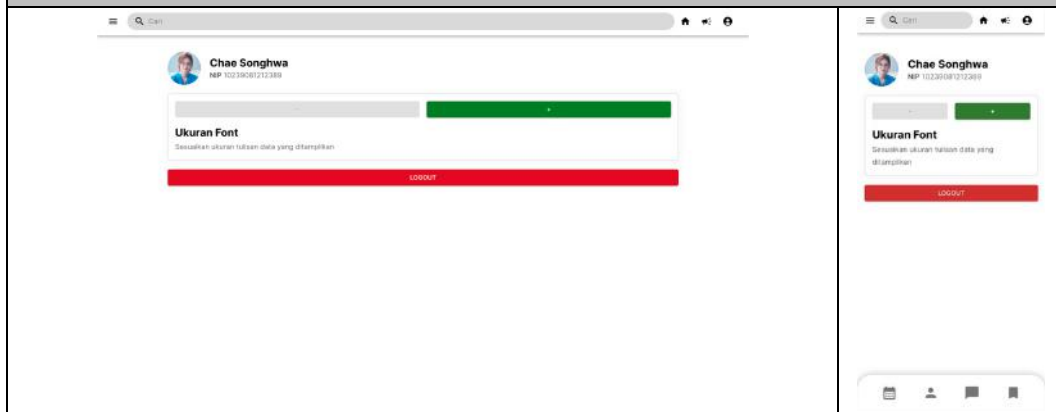 Cari
Chae Songhwa
NIP 10239081212389
- +
Ukuran Font
Sesuaikan ukuran tulisan data yang ditampilkan
LOGOUT
Cari
Chae Songhwa
NIP 10239081212389
- +
Ukuran Font
Sesuaikan ukuran tulisan data yang
ditampilkan
LOGOUT